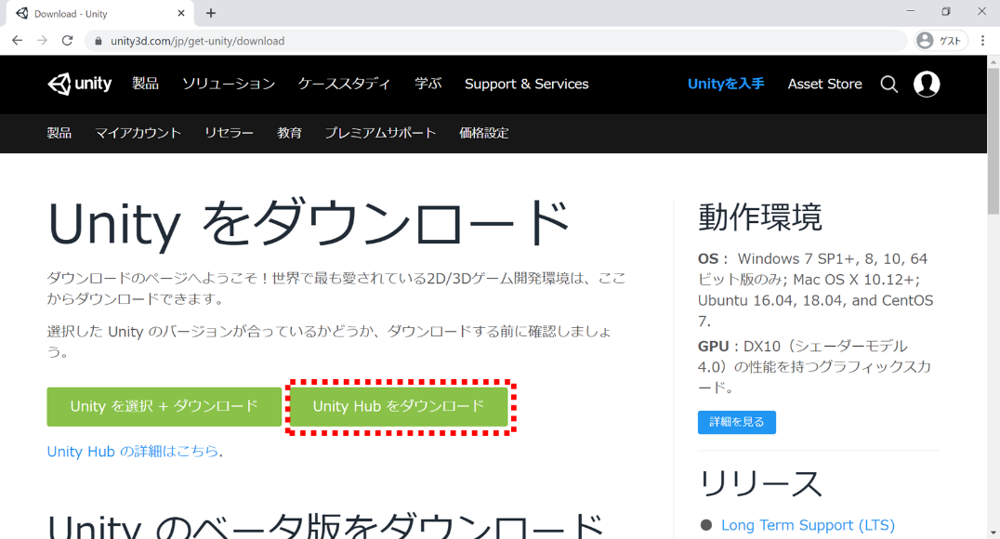 Download - Unity
unity3d.com/jp/get-unity/download
ゲスト
unity 製品 ソリューション ケーススタディ 学ぶ Support & Services Unityを入手 Asset Store
製品 マイアカウント リセラー 教育 プレミアムサポート 価格設定
Unity をダウンロード
ダウンロードのページへようこそ！世界で最も愛されている2D/3Dゲーム開発環境は、ここ
からダウンロードできます。
選択した Unity のバージョンが合っているかどうか、ダウンロードする前に確認しましょ
う。
Unity を選択 + ダウンロード
Unity Hub をダウンロード
Unity Hub の詳細はこちら.
Unity のベータ版をダウンロード
動作環境
OS： Windows 7 SP1+, 8, 10, 64
ビット版のみ; Mac OS X 10.12+;
Ubuntu 16.04, 18.04, and CentOS
7.
GPU：DX10（シェーダーモデル
4.0）の性能を持つグラフィックスカ
ード。
詳細を見る
リリース
Long Term Support (LTS)